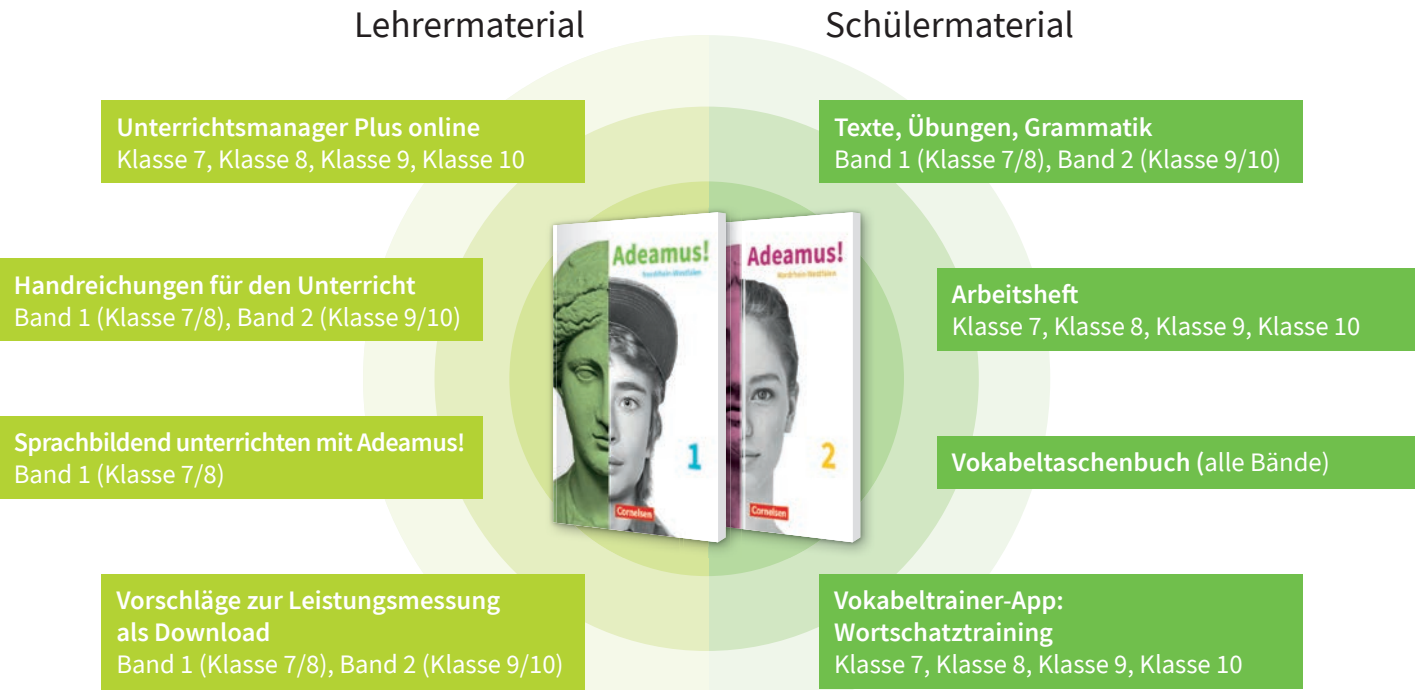 Lehrermaterial
Unterrichtsmanager Plus online
Klasse 7, Klasse 8, Klasse 9, Klasse 10
Handreichungen für den Unterricht
Band 1 (Klasse 7/8), Band 2 (Klasse 9/10)
Sprachbildend unterrichten mit Adeamus!
Band 1 (Klasse 7/8)
Vorschläge zur Leistungsmessung
als Download
Band 1 (Klasse 7/8), Band 2 (Klasse 9/10)
Adeamus!
Nordrhein-Westfalen
1
Cornelsen
Adeamus!
Nordrhein-Westfalen
2
Cornelsen
Schülermaterial
Texte, Übungen, Grammatik
Band 1 (Klasse 7/8), Band 2 (Klasse 9/10)
Arbeitsheft
Klasse 7, Klasse 8, Klasse 9, Klasse 10
Vokabeltaschenbuch (alle Bände)
Vokabeltrainer-App:
Wortschatztraining
Klasse 7, Klasse 8, Klasse 9, Klasse 10